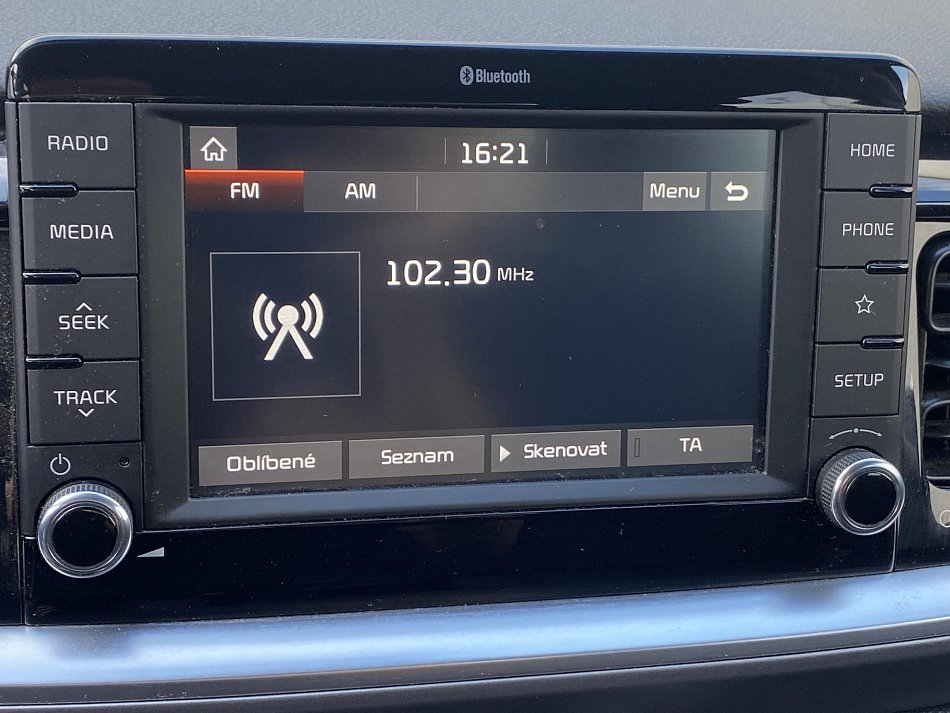 Bluetooth
RADIO
MEDIA
SEEK
TRACK
16:21
FM AM Menu
102.30 MHz
Oblíbené Seznam Skenovat TA
HOME
PHONE
SETUP